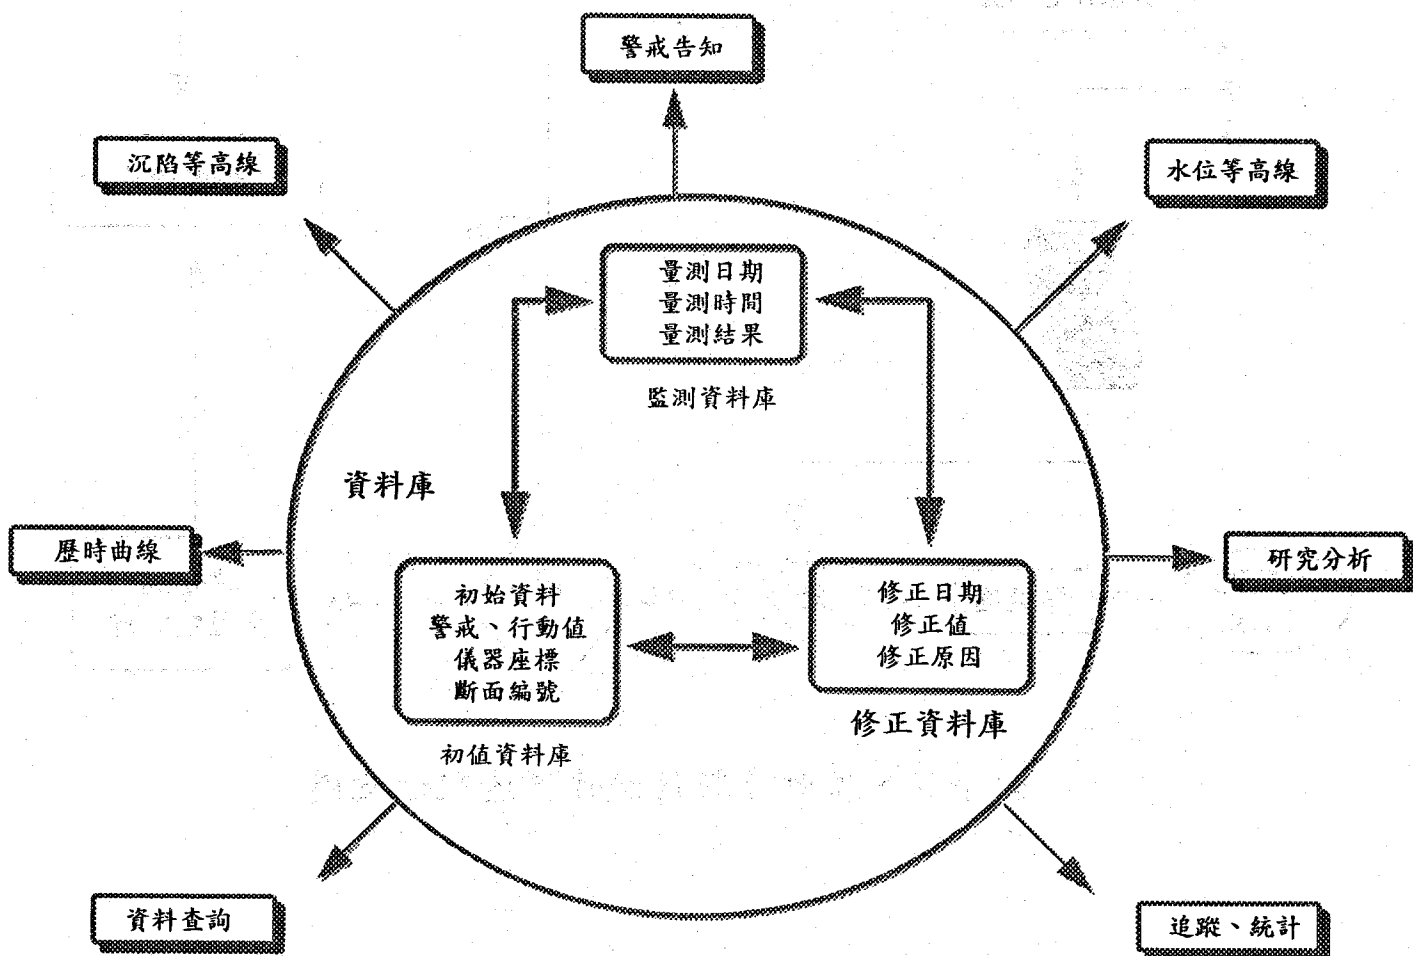 警戒告知
沉陷等高線
水位等高線
量測日期
量測時間
量測結果
監測資料庫
資料庫
歷時曲線
研究分析
初始資料
警戒、行動值
儀器座標
斷面編號
初值資料庫
修正日期
修正值
修正原因
修正資料庫
資料查詢
追蹤、統計